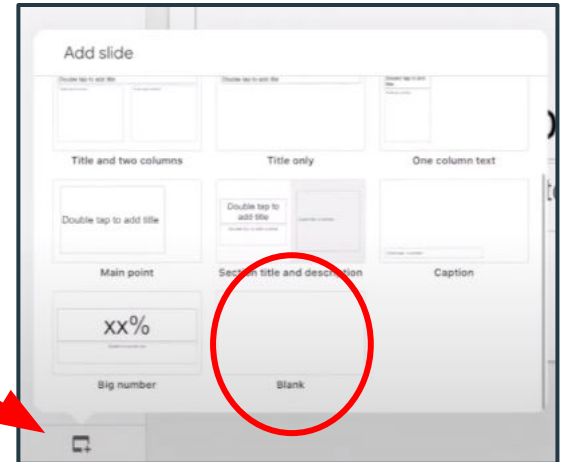 Add slide
Double tap to add title
Double tap to add title
Double tap to add title
Title and two columns
Title only
One column text
Double tap to add title
Double tap to
add title
Main point
Section title and description
Caption
xx%
Big number
Blank